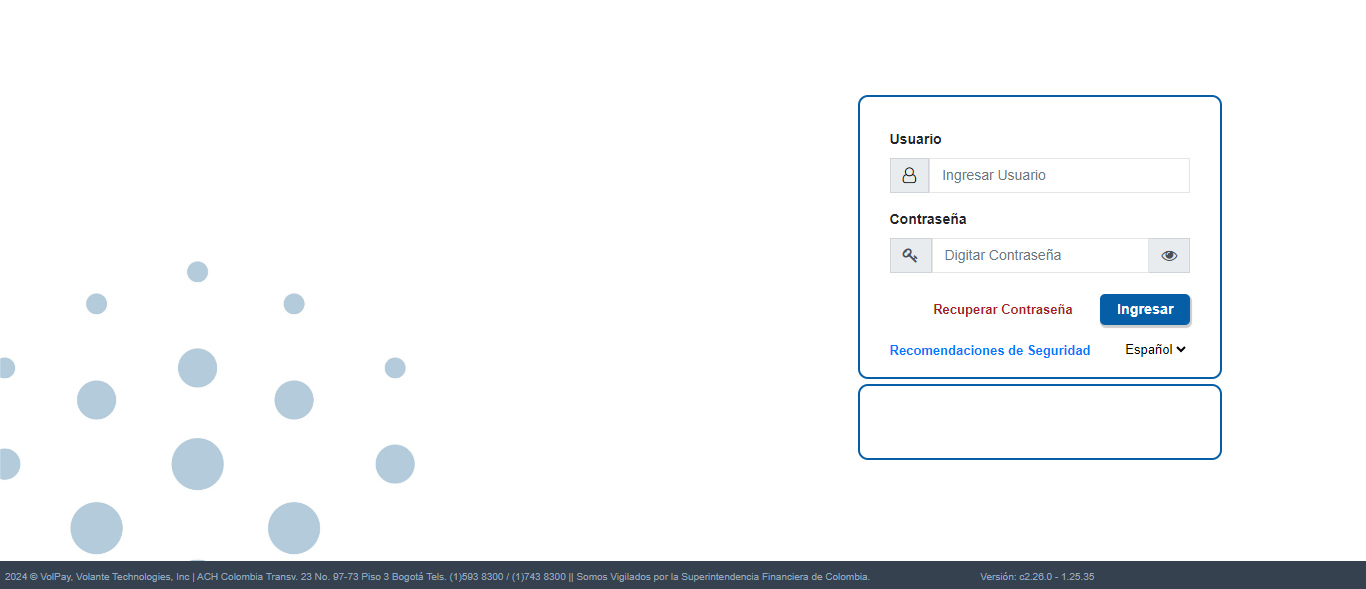 Usuario
Ingresar Usuario
Contraseña
Digitar Contraseña
Recuperar Contraseña
Ingresar
Recomendaciones de Seguridad
Español
2024 © VolPay, Volante Technologies, Inc | ACH Colombia Transv. 23 No. 97-73 Piso 3 Bogotá Tels. (1)593 8300 / (1)743 8300 || Somos Vigilados por la Superintendencia Financiera de Colombia.
Versión: c2.26.0 - 1.25.35